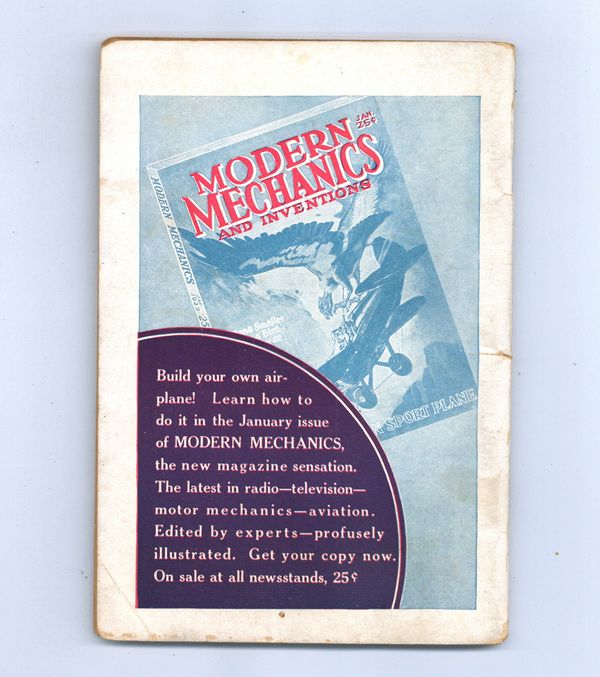 JAN.
25¢
MODERN
MECHANICS
AND INVENTIONS
MODERN MECHANICS
25
Smaller
Bird
N SPORT PLANE
Build your own air-
plane! Learn how to
do it in the January issue
of MODERN MECHANICS,
the new magazine sensation.
The latest in radio—television—
motor mechanics—aviation.
Edited by experts—profusely
illustrated. Get your copy now.
On sale at all newsstands, 25¢